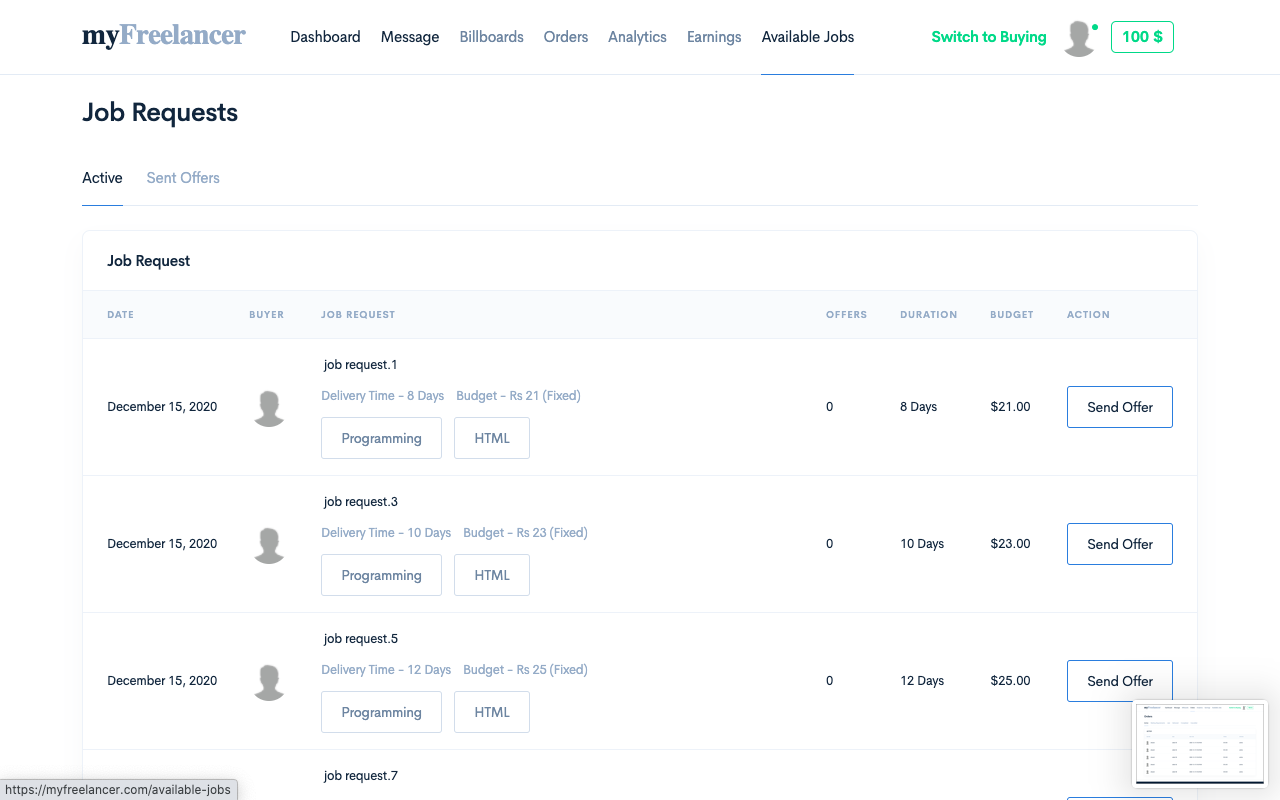 myFreelancer Dashboard Message Billboards Orders Analytics Earnings Available Jobs Switch to Buying 100 $
Job Requests
Active Sent Offers
Job Request
DATE BUYER JOB REQUEST OFFERS DURATION BUDGET ACTION
job request.1
Delivery Time - 8 Days Budget - Rs 21 (Fixed)
December 15, 2020 0 8 Days $21.00 Send Offer
Programming HTML
job request.3
Delivery Time - 10 Days Budget - Rs 23 (Fixed)
December 15, 2020 0 10 Days $23.00 Send Offer
Programming HTML
job request.5
Delivery Time - 12 Days Budget - Rs 25 (Fixed)
December 15, 2020 0 12 Days $25.00 Send Offer
Programming HTML
job request.7
https://myfreelancer.com/available-jobs